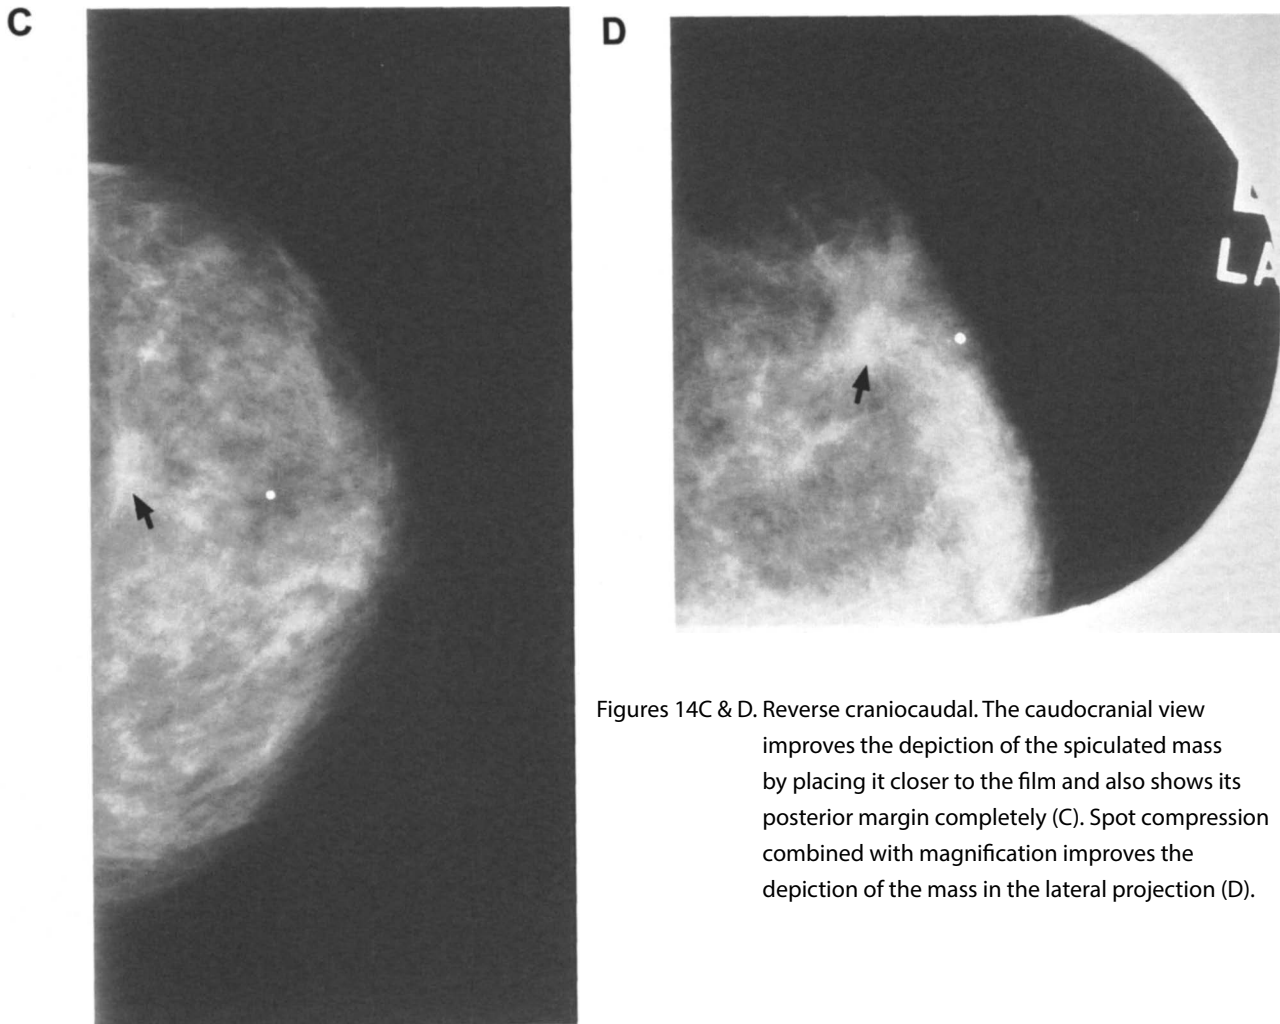 C
D
L
LA
Figures 14C & D. Reverse craniocaudal. The caudocranial view
improves the depiction of the spiculated mass
by placing it closer to the film and also shows its
posterior margin completely (C). Spot compression
combined with magnification improves the
depiction of the mass in the lateral projection (D).